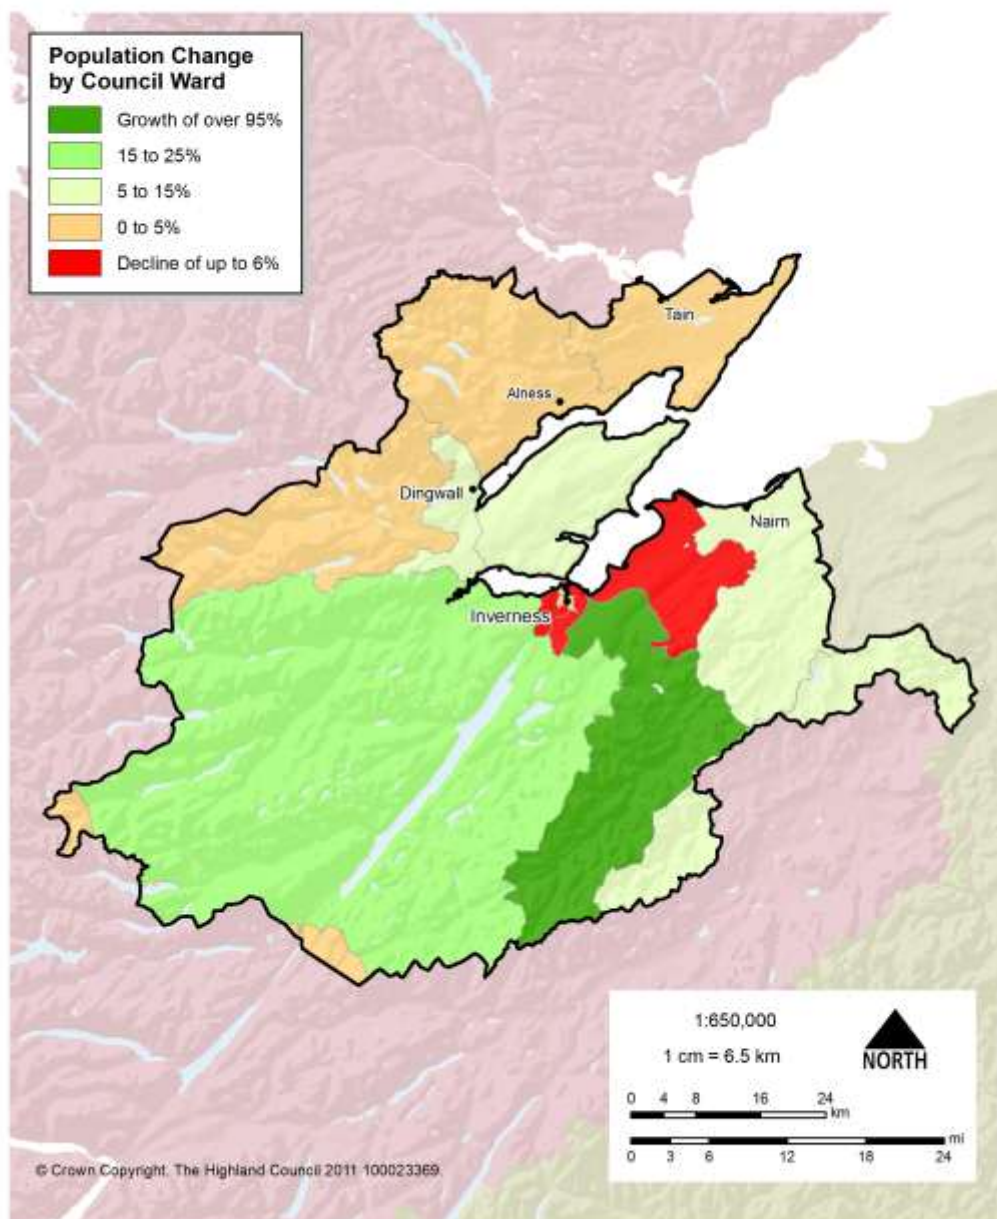 Population Change
by Council Ward
Growth of over 95%
15 to 25%
5 to 15%
0 to 5%
Decline of up to 6%
Tain
Alness
Dingwall
Nairn
Inverness
1:650,000
1 cm = 6.5 km
NORTH
0 4 8 16 24
km
mi
0 3 6 12 18 24
© Crown Copyright. The Highland Council 2011 100023369.